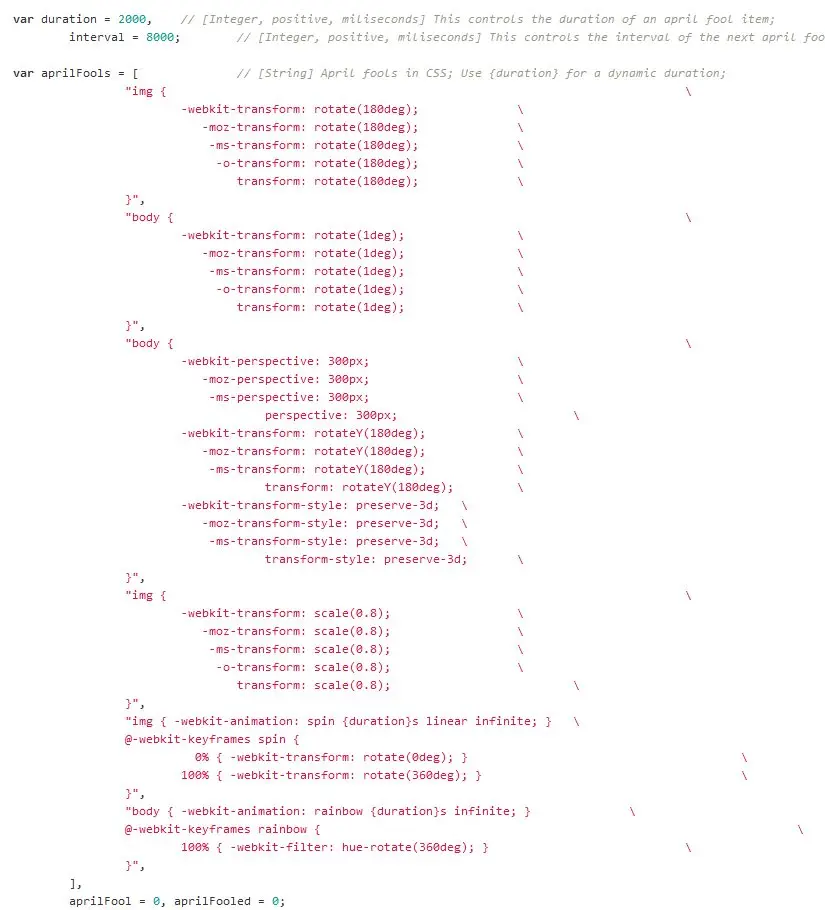 var duration = 2000,    // [Integer, positive, miliseconds] This controls the duration of an april fool item;
        interval = 8000;        // [Integer, positive, miliseconds] This controls the interval of the next april foo
var aprilFools = [              // [String] April fools in CSS; Use {duration} for a dynamic duration;
                "img { \
                        -webkit-transform: rotate(180deg); \
                           -moz-transform: rotate(180deg); \
                            -ms-transform: rotate(180deg); \
                             -o-transform: rotate(180deg); \
                                transform: rotate(180deg); \
                }",
                "body { \
                        -webkit-transform: rotate(1deg); \
                           -moz-transform: rotate(1deg); \
                            -ms-transform: rotate(1deg); \
                             -o-transform: rotate(1deg); \
                                transform: rotate(1deg); \
                }",
                "body { \
                        -webkit-perspective: 300px; \
                           -moz-perspective: 300px; \
                            -ms-perspective: 300px; \
                                    perspective: 300px; \
                        -webkit-transform: rotateY(180deg); \
                           -moz-transform: rotateY(180deg); \
                            -ms-transform: rotateY(180deg); \
                                    transform: rotateY(180deg); \
                        -webkit-transform-style: preserve-3d; \
                           -moz-transform-style: preserve-3d; \
                            -ms-transform-style: preserve-3d; \
                                    transform-style: preserve-3d; \
                }",
                "img { \
                        -webkit-transform: scale(0.8); \
                           -moz-transform: scale(0.8); \
                            -ms-transform: scale(0.8); \
                             -o-transform: scale(0.8); \
                                transform: scale(0.8); \
                }",
                "img { -webkit-animation: spin {duration}s linear infinite; } \
                @-webkit-keyframes spin {
                          0% { -webkit-transform: rotate(0deg); } \
                        100% { -webkit-transform: rotate(360deg); } \
                }",
                "body { -webkit-animation: rainbow {duration}s infinite; } \
                @-webkit-keyframes rainbow { \
                        100% { -webkit-filter: hue-rotate(360deg); } \
                }",
        ],
        aprilFool = 0, aprilFooled = 0;